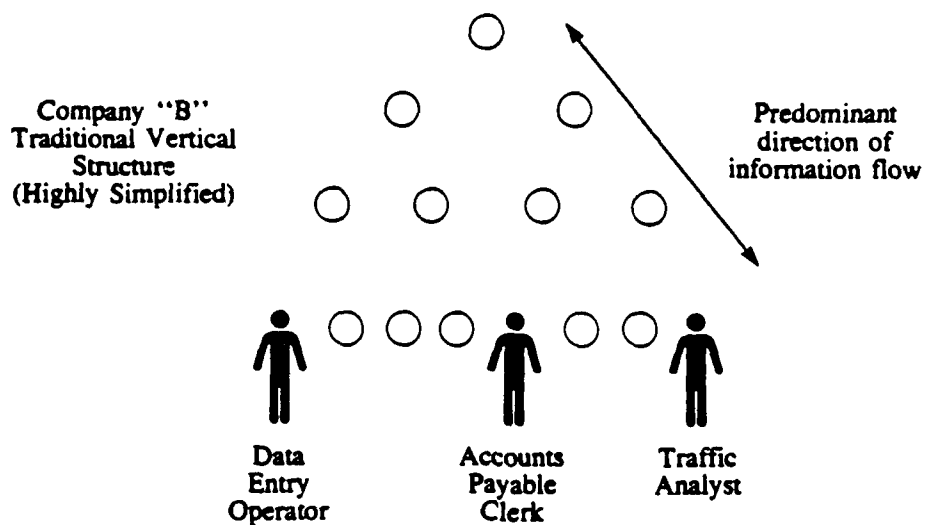 Company “B”
Traditional Vertical
Structure
(Highly Simplified)
Predominant
direction of
information flow
Data
Entry
Operator
Accounts
Payable
Clerk
Traffic
Analyst